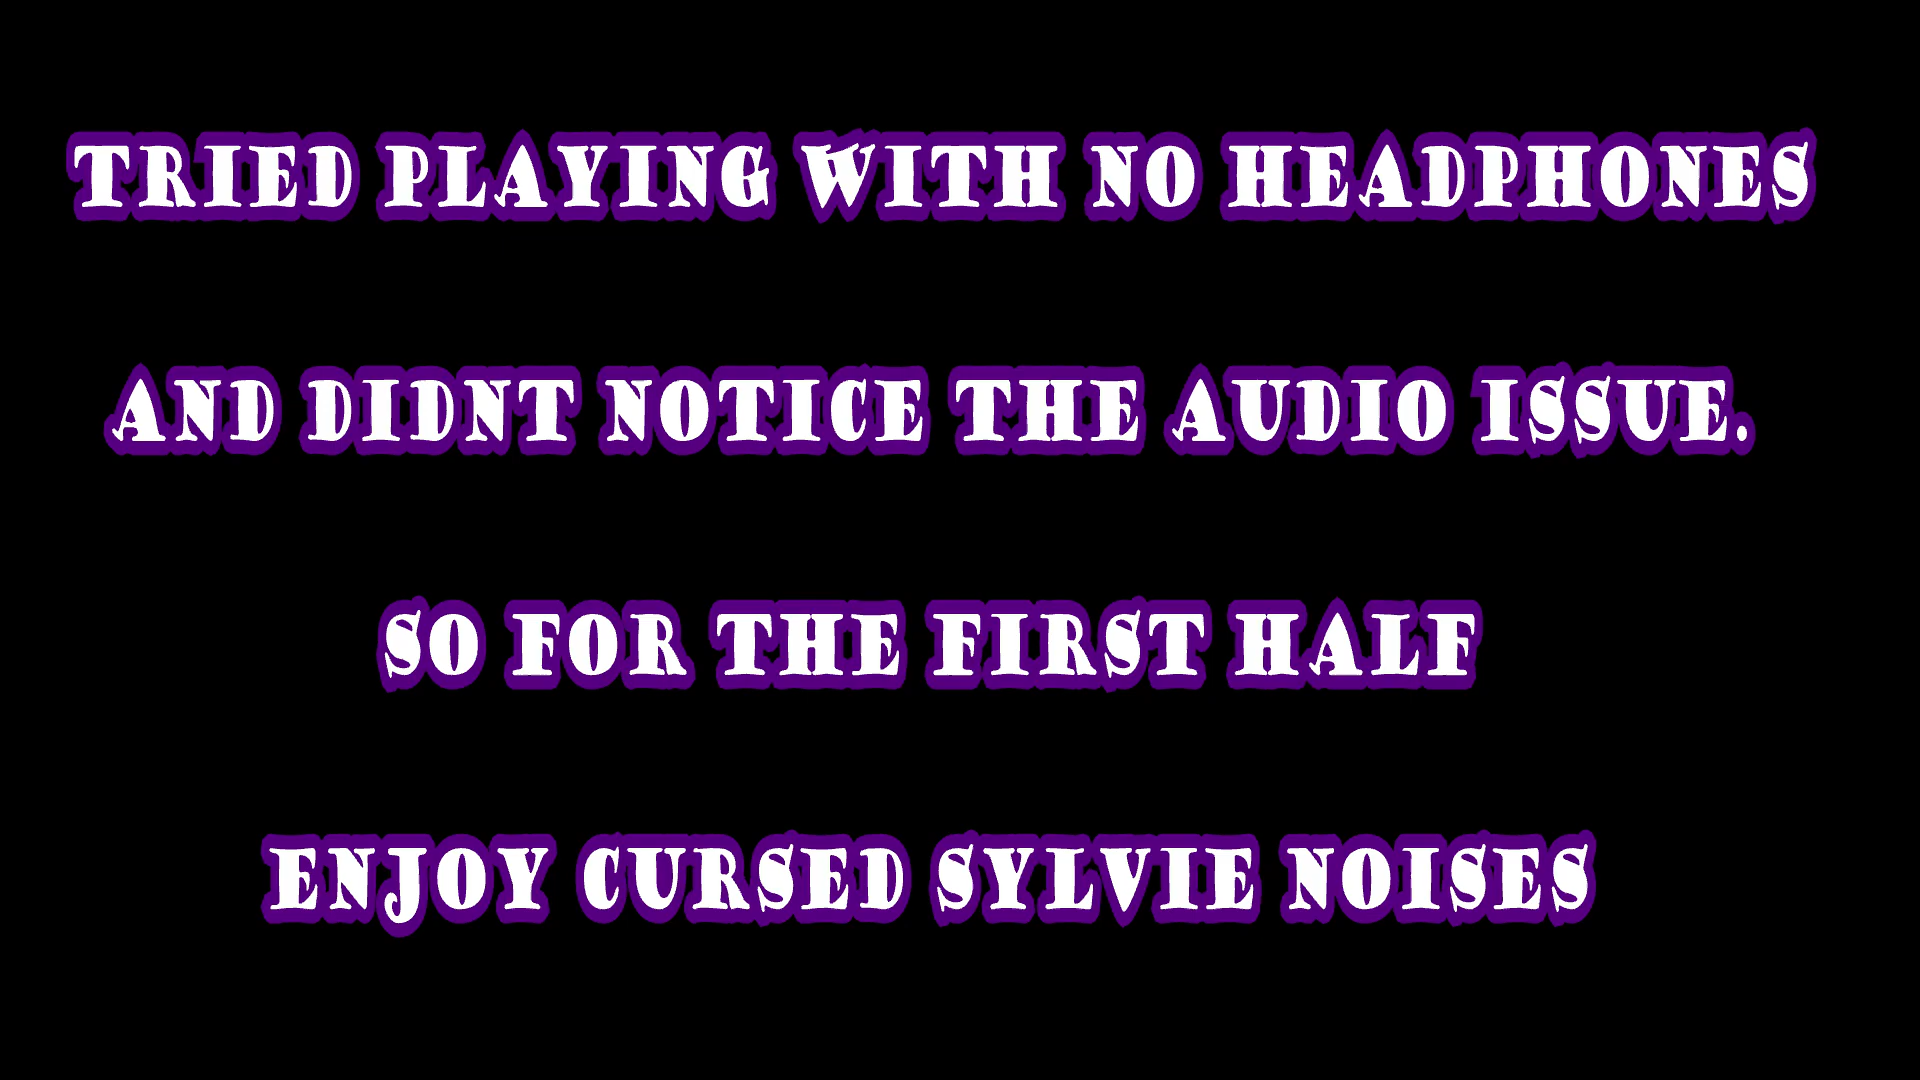 TRIED PLAYING WITH NO HEADPHONES
AND DIDNT NOTICE THE AUDIO ISSUE.
SO FOR THE FIRST HALF
ENJOY CURSED SYLVIE NOISES